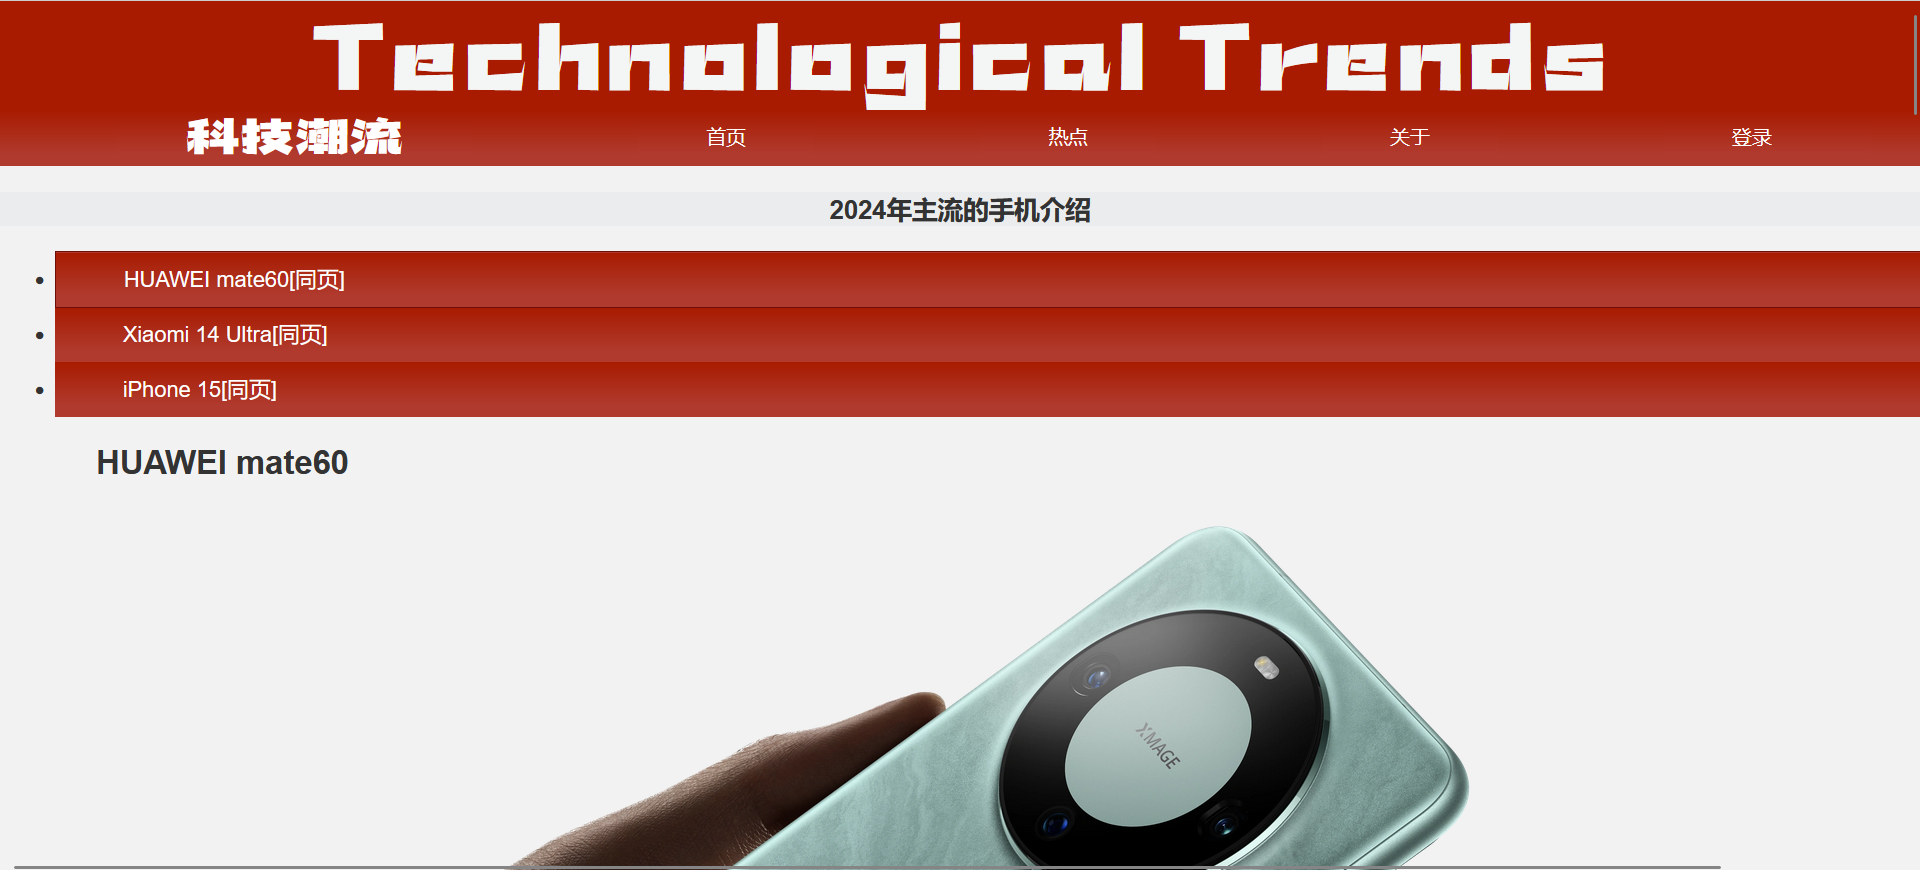 Technological Trends
科技潮流 首页 热点 关于 登录
2024年主流的手机介绍
HUAWEI mate60[同页]
Xiaomi 14 Ultra[同页]
iPhone 15[同页]
HUAWEI mate60
XMAGE